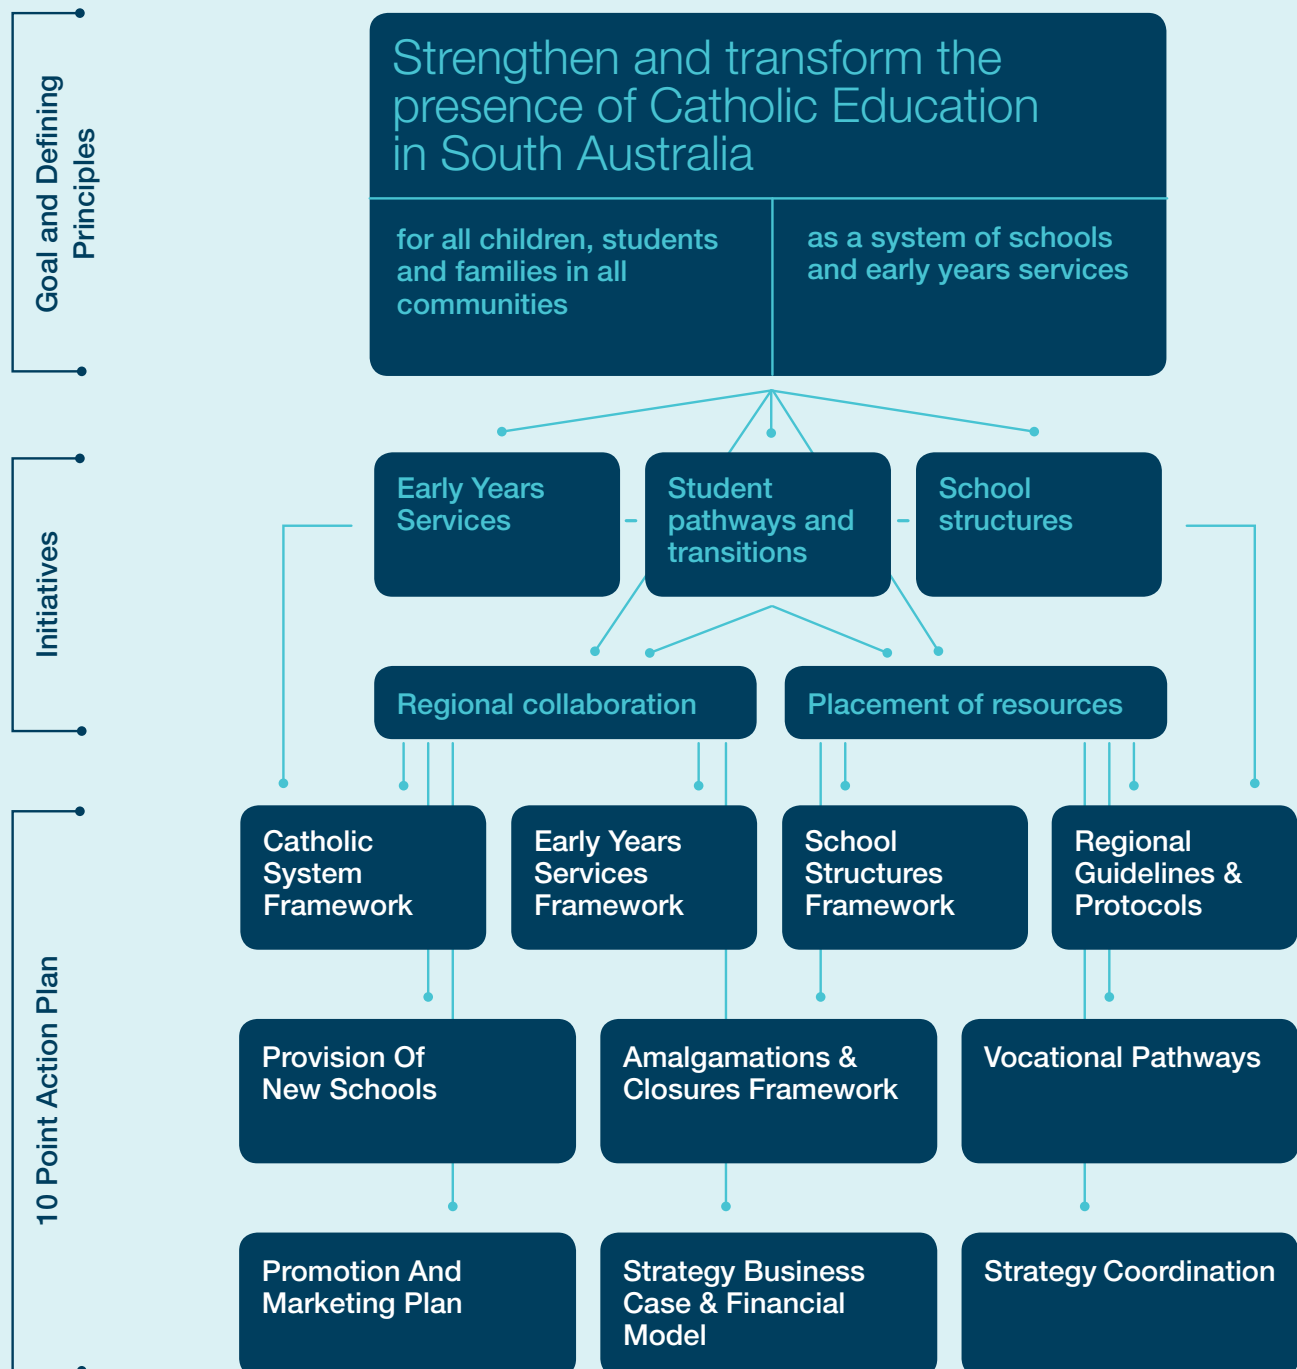 Goal and Defining
Principles
Strengthen and transform the
presence of Catholic Education
in South Australia
for all children, students
and families in all
communities
as a system of schools
and early years services
Initiatives
Early Years
Services
Student
pathways and
transitions
School
structures
Regional collaboration
Placement of resources
10 Point Action Plan
Catholic
System
Framework
Early Years
Services
Framework
School
Structures
Framework
Regional
Guidelines &
Protocols
Provision Of
New Schools
Amalgamations &
Closures Framework
Vocational Pathways
Promotion And
Marketing Plan
Strategy Business
Case & Financial
Model
Strategy Coordination